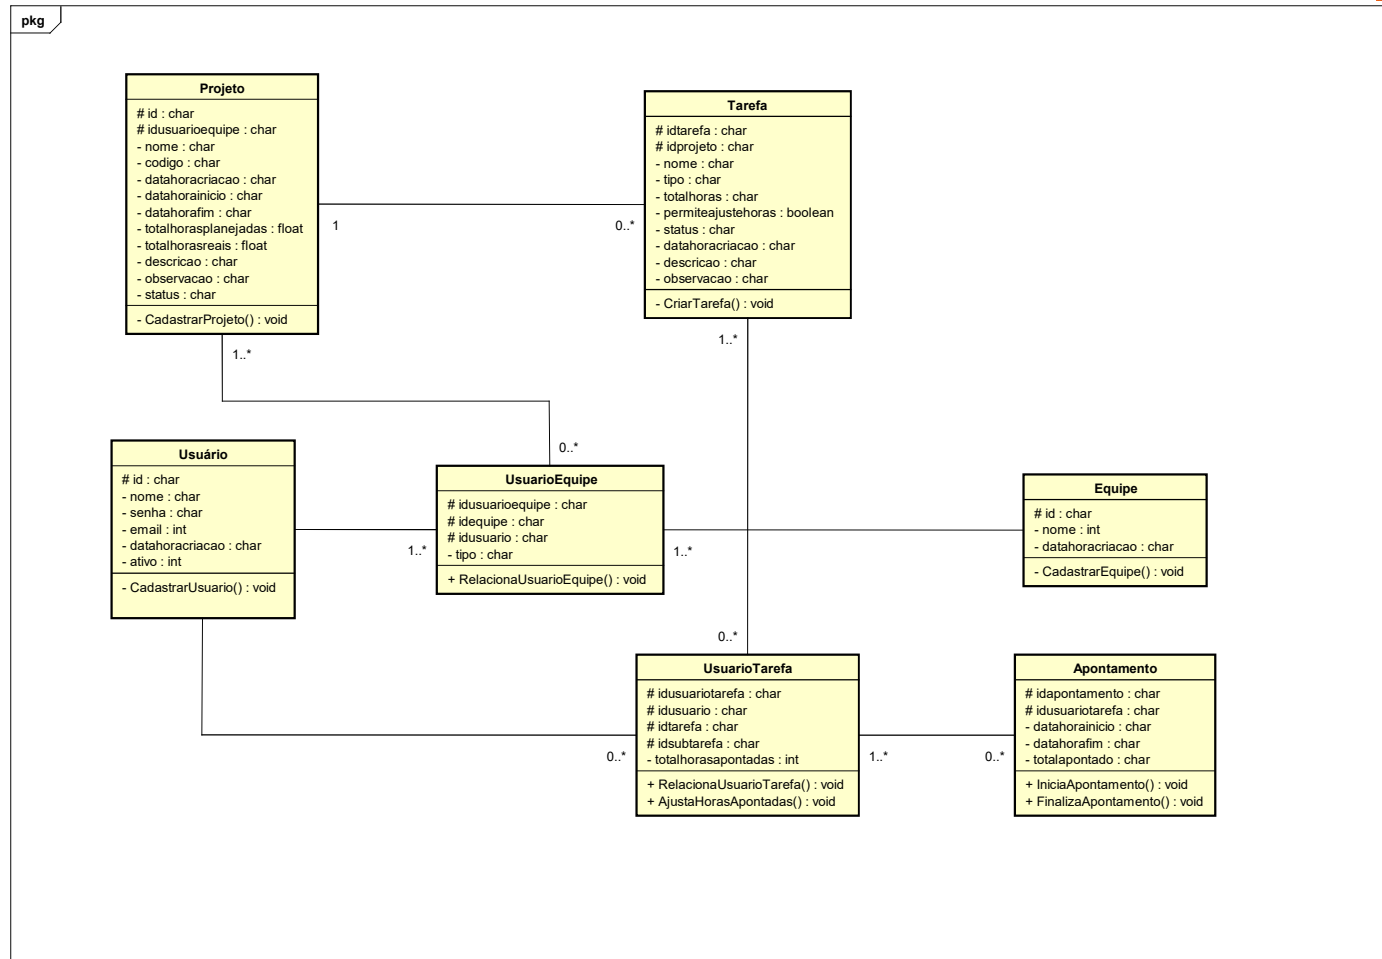 pkg
Projeto
# id : char
# idusuarioequipe : char
- nome : char
- codigo : char
- datahoracriacao : char
- datahorainicio : char
- datahorafim : char
- totalhorasplanejadas : float
- totalhorasreais : float
- descricao : char
- observacao : char
- status : char
- CadastrarProjeto() : void
Tarefa
# idtarefa : char
# idprojeto : char
- nome : char
- tipo : char
- totalhoras : char
- permiteajustehoras : boolean
- status : char
- datahoracriacao : char
- descricao : char
- observacao : char
- CriarTarefa() : void
1
0..*
1..*
1..*
0..*
Usuário
# id : char
- nome : char
- senha : char
- email : int
- datahoracriacao : char
- ativo : int
- CadastrarUsuario() : void
UsuarioEquipe
# idusuarioequipe : char
# idequipe : char
# idusuario : char
- tipo : char
+ RelacionaUsuarioEquipe() : void
Equipe
# id : char
- nome : int
- datahoracriacao : char
- CadastrarEquipe() : void
1..*
1..*
0..*
UsuarioTarefa
# idusuariotarefa : char
# idusuario : char
# idtarefa : char
# idsubtarefa : char
- totalhorasapontadas : int
+ RelacionaUsuarioTarefa() : void
+ AjustaHorasApontadas() : void
Apontamento
# idapontamento : char
# idusuariotarefa : char
- datahorainicio : char
- datahorafim : char
- totalapontado : char
+ IniciaApontamento() : void
+ FinalizaApontamento() : void
0..*
1..*
0..*